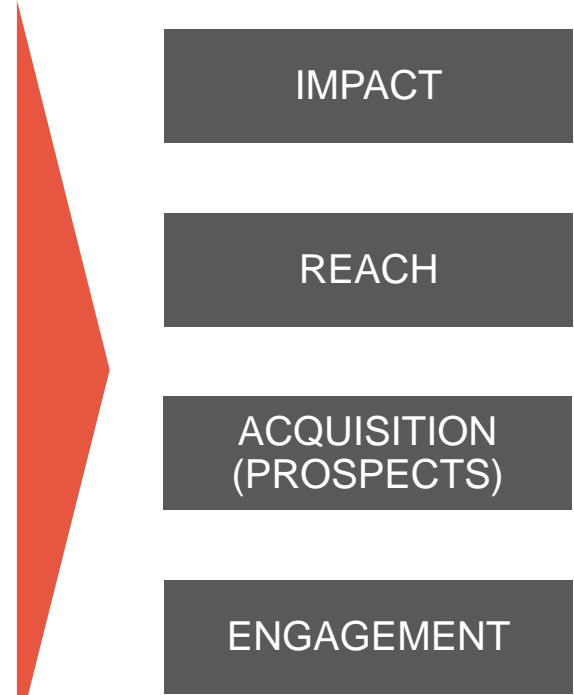 IMPACT
REACH
ACQUISITION
(PROSPECTS)
ENGAGEMENT